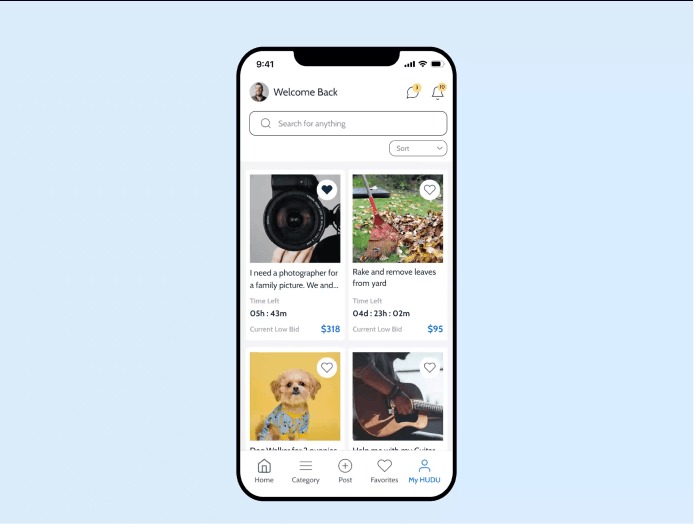 9:41
Welcome Back
3
10
Search for anything
Sort
I need a photographer for
a family picture. We and...
Time Left
05h : 43m
Current Low Bid $318
Rake and remove leaves
from yard
Time Left
04d : 23h : 02m
Current Low Bid $95
Dog Walker for 2 puppies
Help me with my Guitar
Home
Category
Post
Favorites
My HUDU